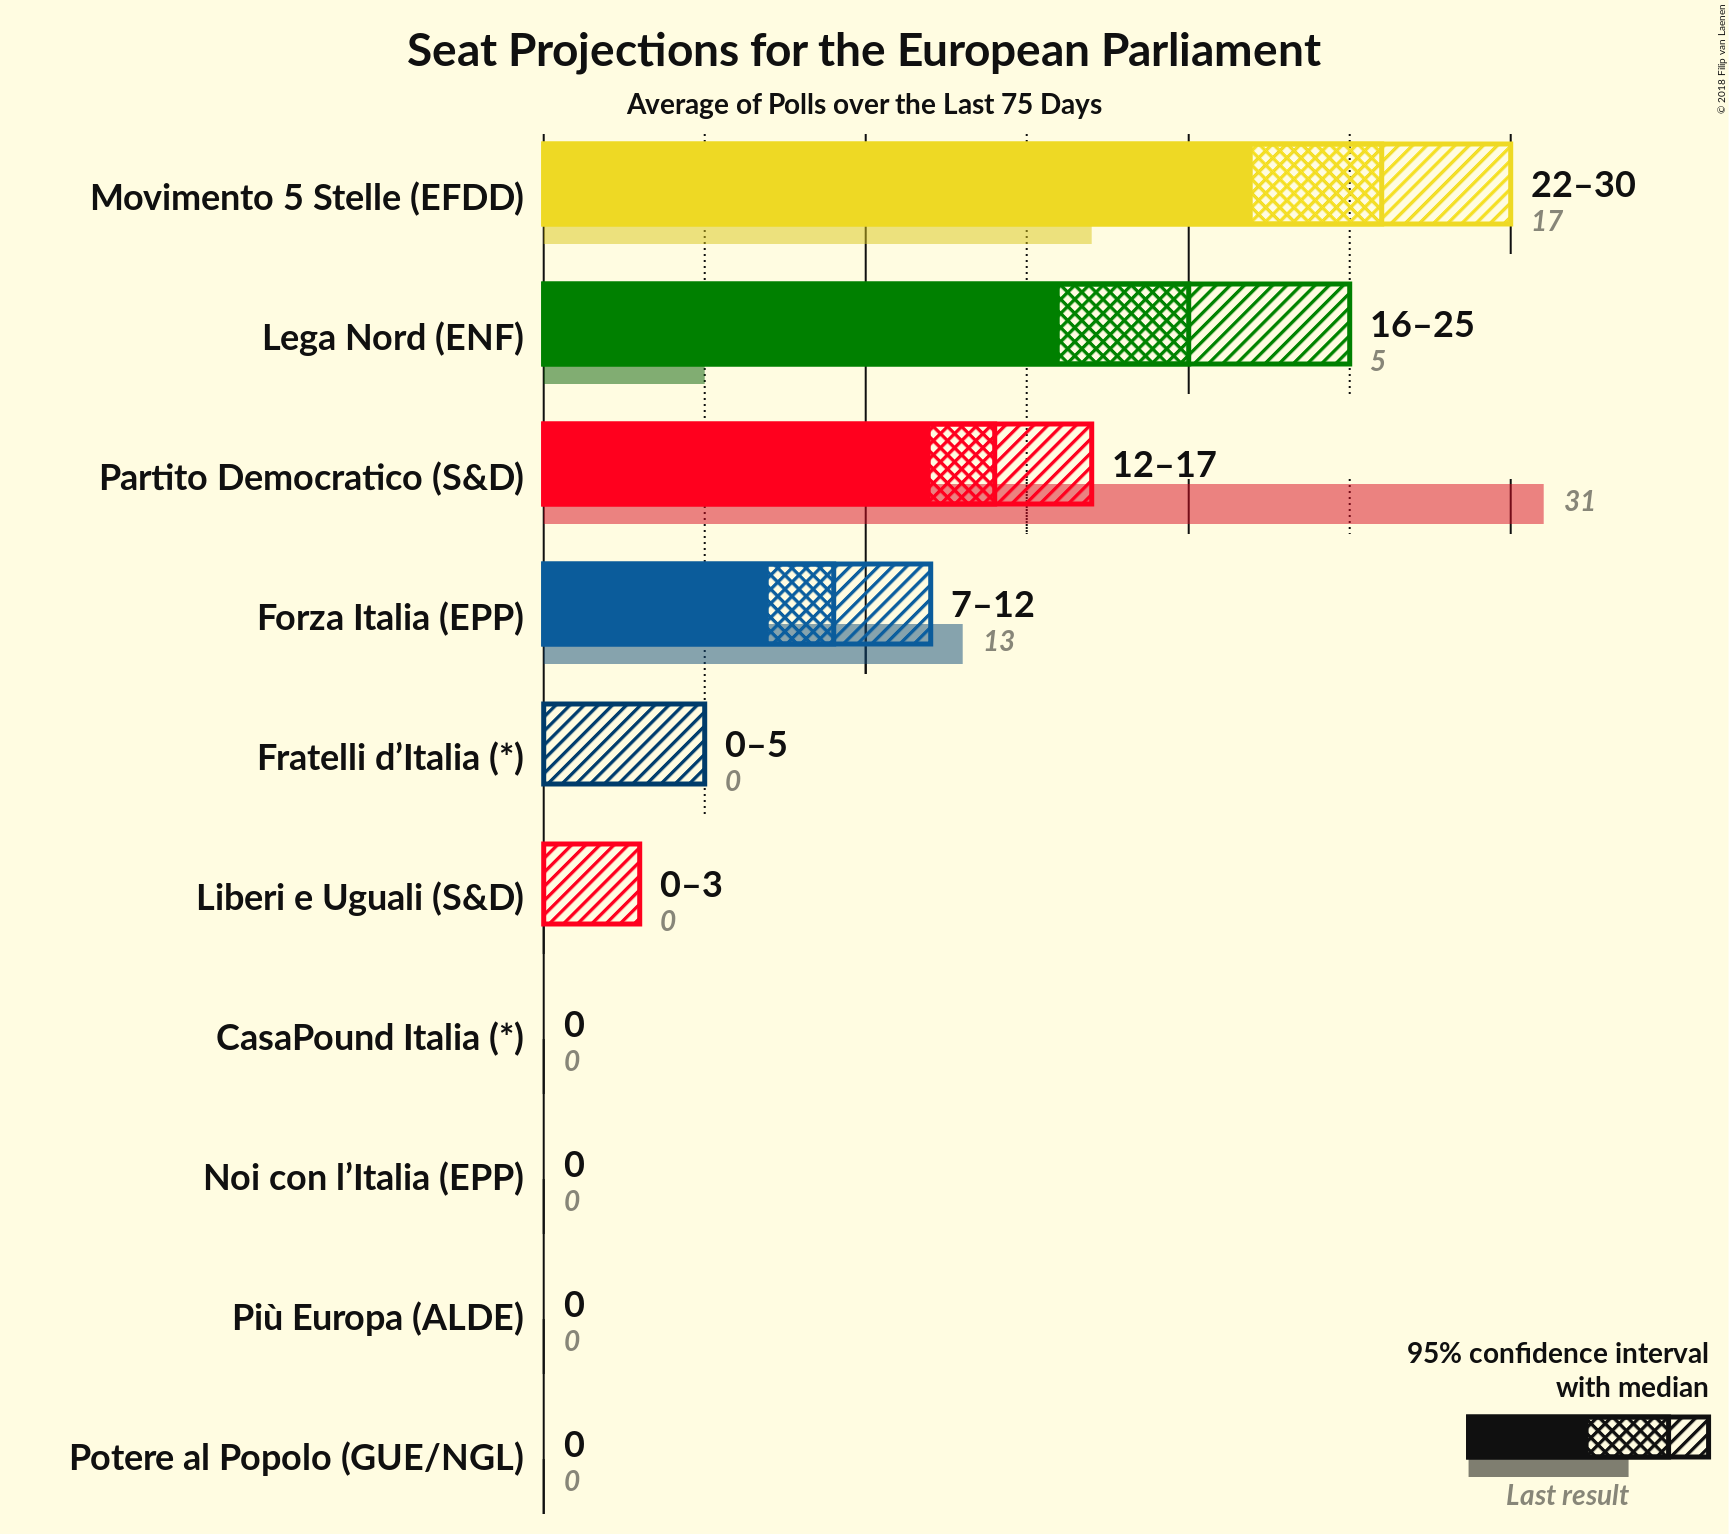 Seat Projections for the European Parliament
Average of Polls over the Last 75 Days
© 2018 Filip van Laenen
Movimento 5 Stelle (EFDD)
22–30
17
Lega Nord (ENF)
16–25
5
Partito Democratico (S&D)
12–17
31
Forza Italia (EPP)
7–12
13
Fratelli d’Italia (*)
0–5
0
Liberi e Uguali (S&D)
0–3
0
CasaPound Italia (*)
0
0
Noi con l’Italia (EPP)
0
0
Più Europa (ALDE)
0
0
Potere al Popolo (GUE/NGL)
0
0
95% confidence interval
with median
Last result